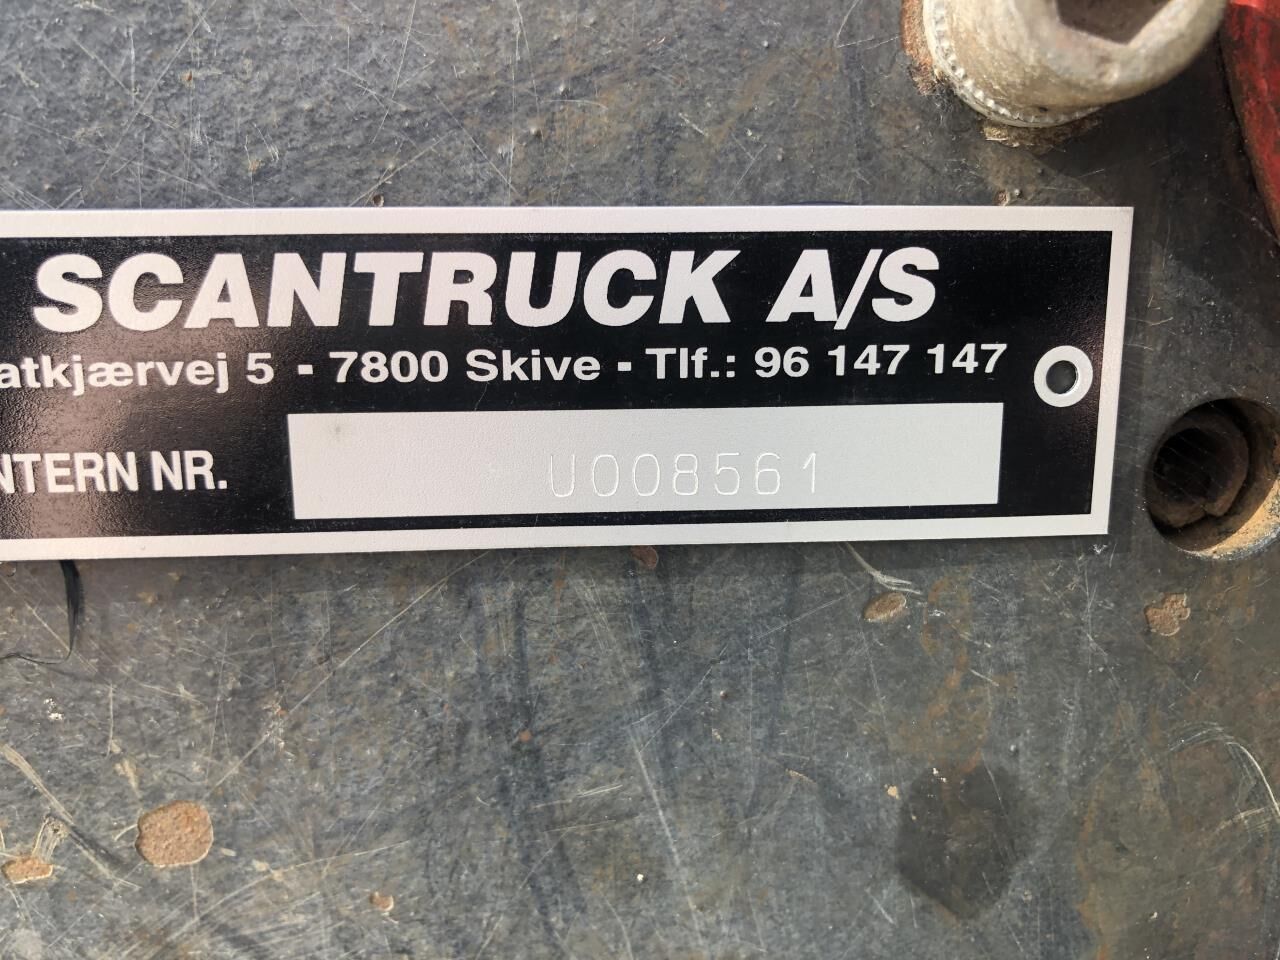 SCANTRUCK A/S
atkjærvej 5 - 7800 Skive - Tlf.: 96 147 147
NTERN NR. U008561